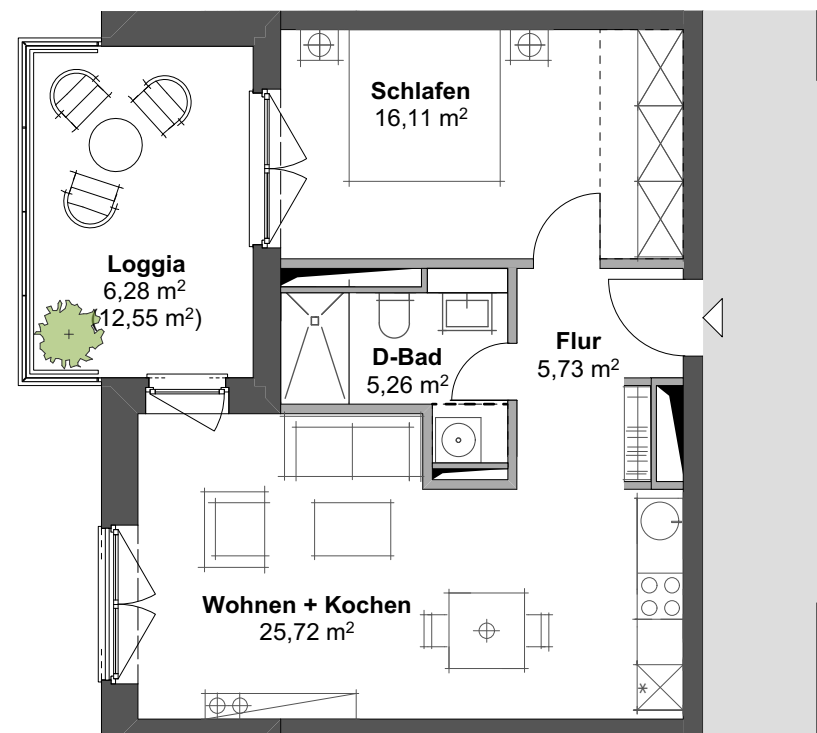 Schlafen
16,11 m²
Loggia
6,28 m²
(12,55 m²)
D-Bad
5,26 m²
Flur
5,73 m²
Wohnen + Kochen
25,72 m²